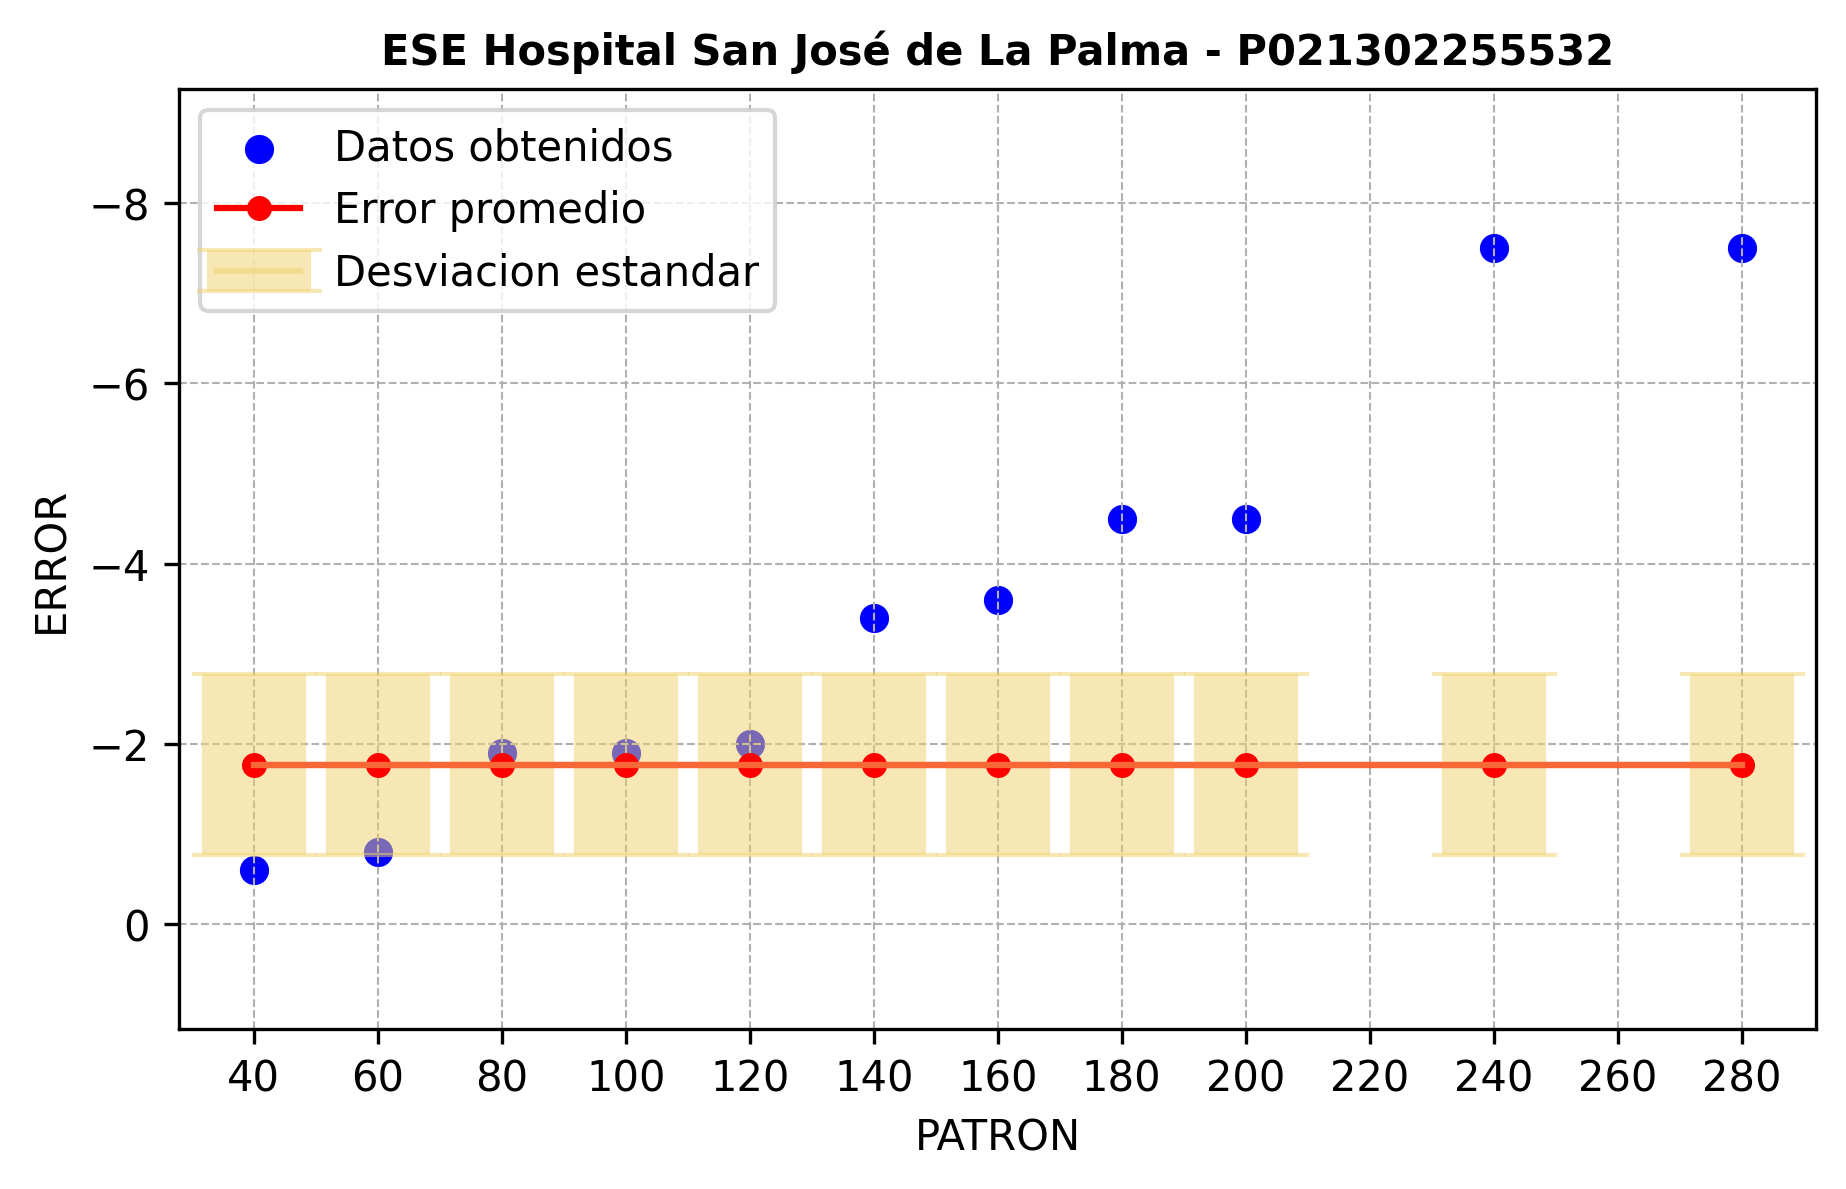 ESE Hospital San José de La Palma - P021302255532
Datos obtenidos
Error promedio
Desviacion estandar
ERROR
−8
−6
−4
−2
0
40 60 80 100 120 140 160 180 200 220 240 260 280
PATRON